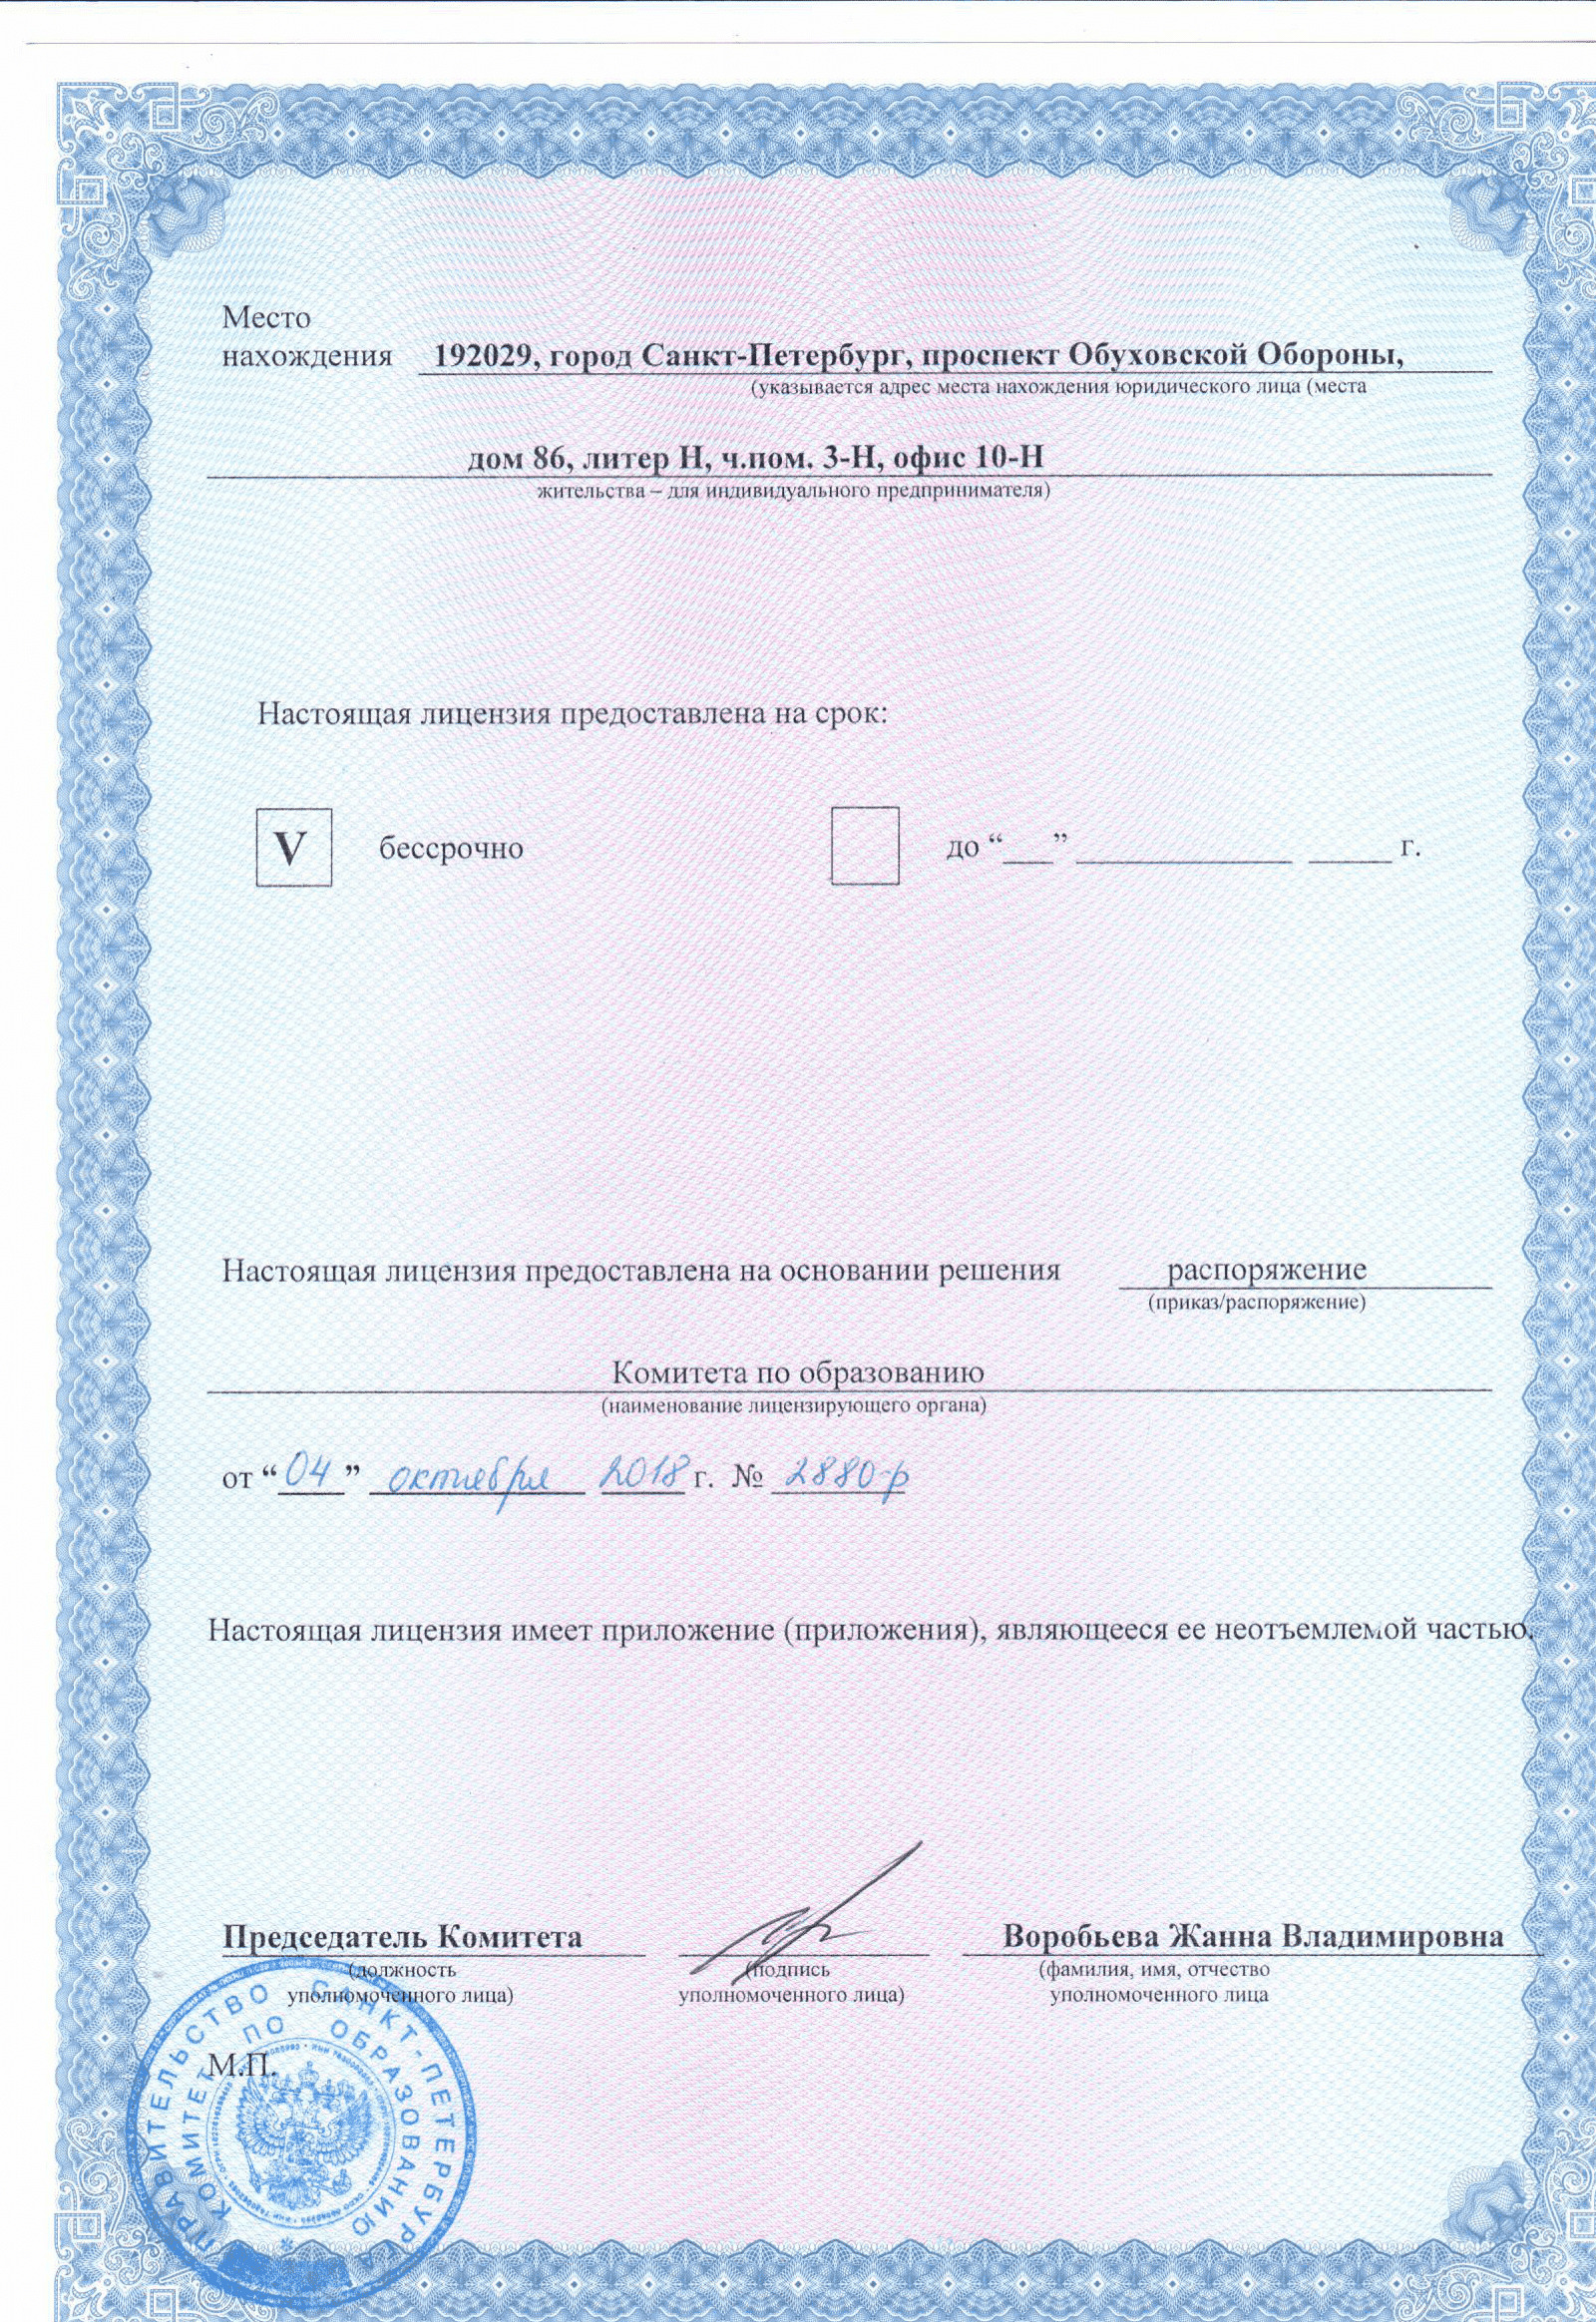 Место
нахождения 192029, город Санкт-Петербург, проспект Обуховской Обороны,
(указывается адрес места нахождения юридического лица (места
дом 86, литер Н, ч.пом. 3-Н, офис 10-Н
жительства – для индивидуального предпринимателя)
Настоящая лицензия предоставлена на срок:
V бессрочно до “___” _____________ _____ г.
Настоящая лицензия предоставлена на основании решения распоряжение
(приказ/распоряжение)
Комитета по образованию
(наименование лицензирующего органа)
от “04” октября 2018 г. № 2880-р
Настоящая лицензия имеет приложение (приложения), являющееся ее неотъемлемой частью.
Председатель Комитета Воробьева Жанна Владимировна
(должность (подпись (фамилия, имя, отчество
уполномоченного лица) уполномоченного лица) уполномоченного лица
М.П.
ПРАВИТЕЛЬСТВО САНКТ-ПЕТЕРБУРГА
КОМИТЕТ ПО ОБРАЗОВАНИЮ